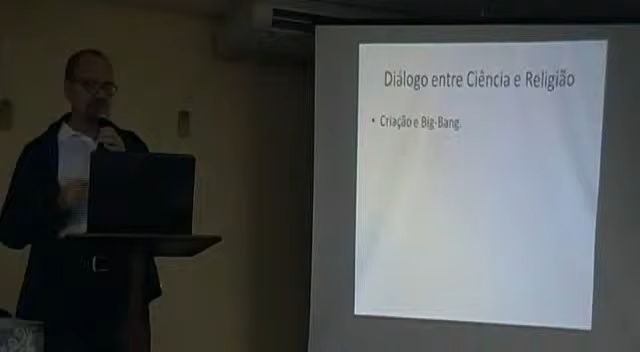 Diálogo entre Ciência e Religião
• Criação e Big-Bang.